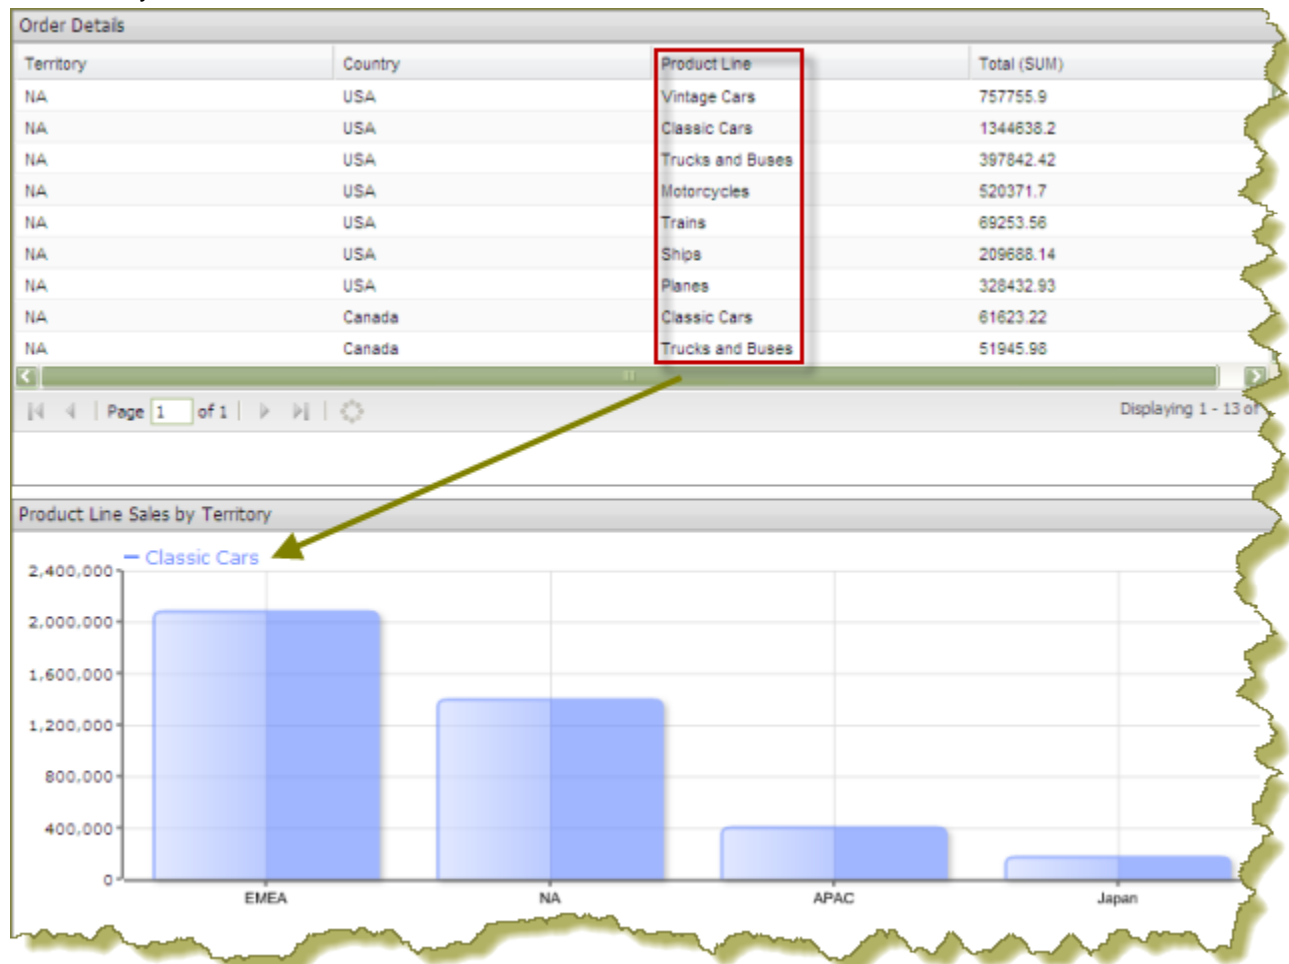 Order Details
Territory Country Product Line Total (SUM)
NA USA Vintage Cars 757755.9
NA USA Classic Cars 1344638.2
NA USA Trucks and Buses 397842.42
NA USA Motorcycles 520371.7
NA USA Trains 69253.56
NA USA Ships 209688.14
NA USA Planes 328432.93
NA Canada Classic Cars 61623.22
NA Canada Trucks and Buses 51945.98
Page 1 of 1 Displaying 1 - 13 of
Product Line Sales by Territory
Classic Cars
2,400,000
2,000,000
1,600,000
1,200,000
800,000
400,000
0
EMEA NA APAC Japan